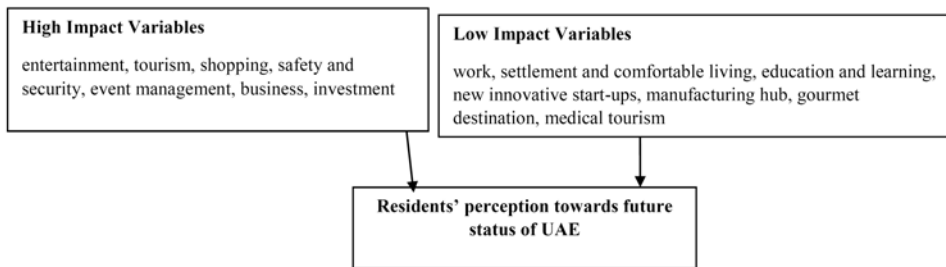 High Impact Variables
entertainment, tourism, shopping, safety and
security, event management, business, investment
Low Impact Variables
work, settlement and comfortable living, education and learning,
new innovative start-ups, manufacturing hub, gourmet
destination, medical tourism
Residents' perception towards future
status of UAE